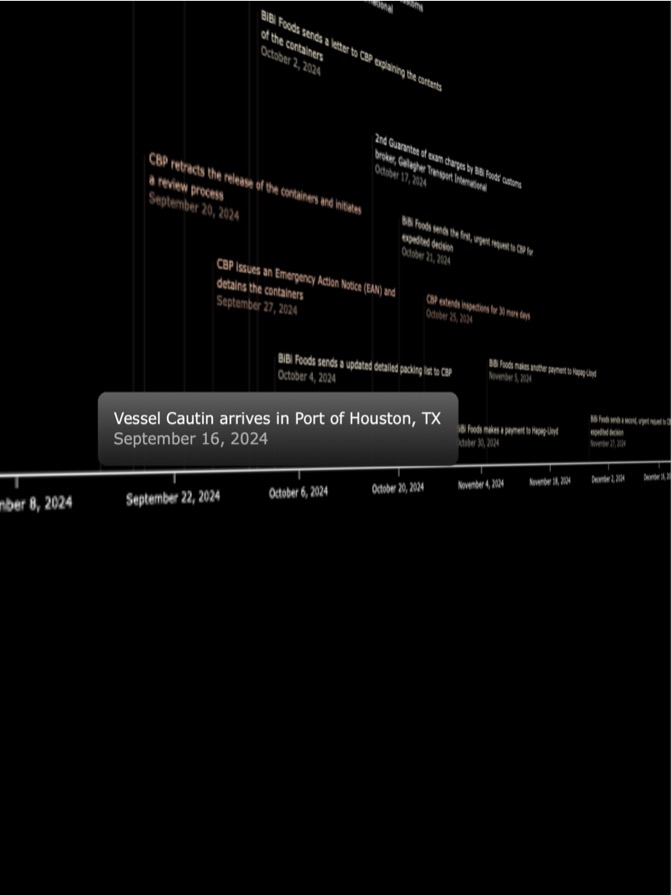 BiBi Foods sends a letter to CBP explaining the contents
of the containers
October 2, 2024
2nd Guarantee of exam charges by BiBi Foods' customs
broker, Gallagher Transport International
October 17, 2024
CBP retracts the release of the containers and initiates
a review process
September 20, 2024
BiBi Foods sends the first, urgent request to CBP for
expedited decision
October 21, 2024
CBP issues an Emergency Action Notice (EAN) and
detains the containers
September 27, 2024
CBP extends inspections for 30 more days
October 25, 2024
BiBi Foods sends a updated detailed packing list to CBP
October 4, 2024
BiBi Foods makes another payment to Hapag-Lloyd
November 5, 2024
Vessel Cautin arrives in Port of Houston, TX
September 16, 2024
BiBi Foods makes a payment to Hapag-Lloyd
October 30, 2024
BiBi Foods sends a second, urgent request to
expedited decision
November 27, 2024
mber 8, 2024
September 22, 2024
October 6, 2024
October 20, 2024
November 4, 2024
November 18, 2024
December 2, 2024